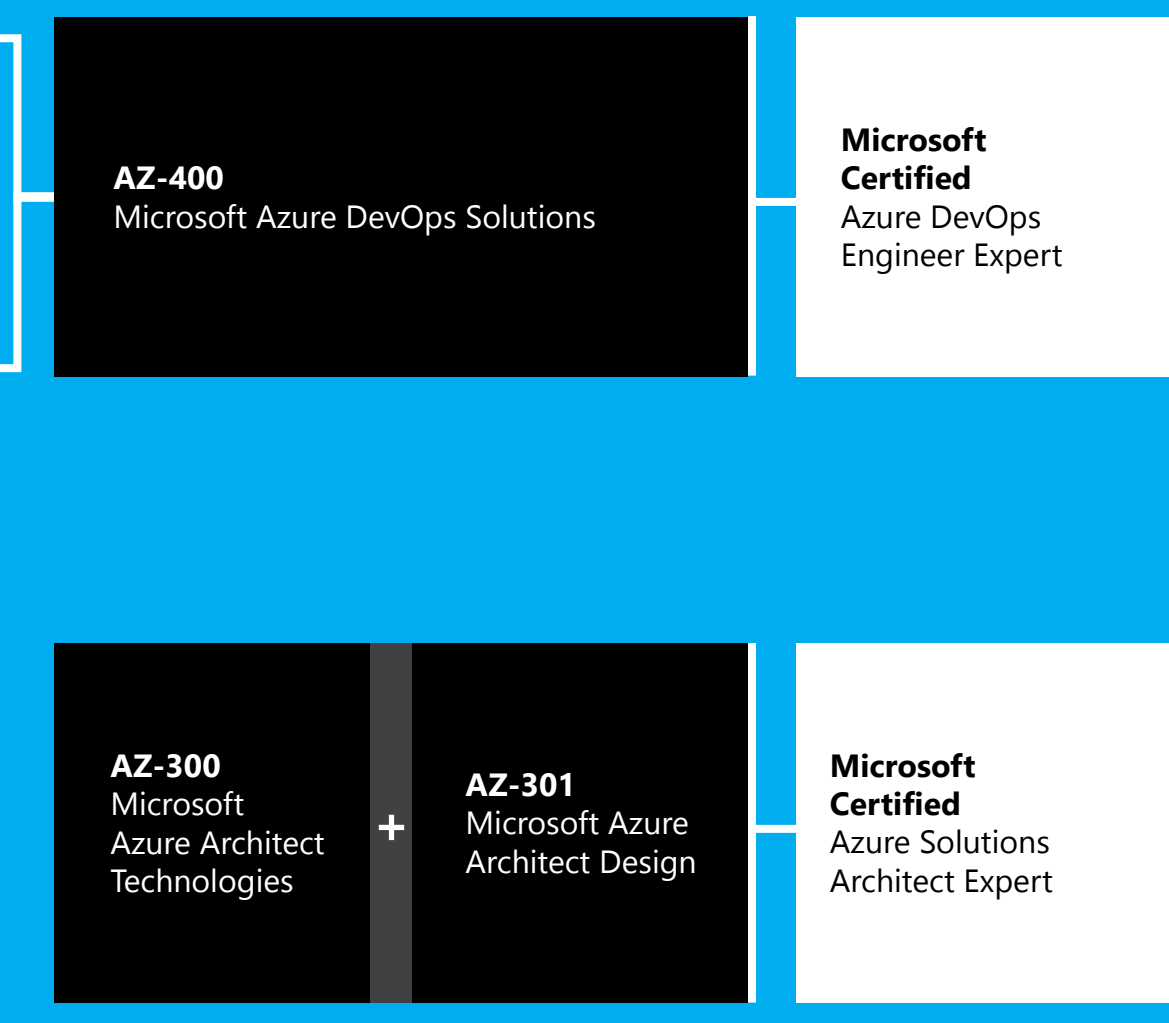 AZ-400
Microsoft Azure DevOps Solutions
Microsoft
Certified
Azure DevOps
Engineer Expert
AZ-300
Microsoft
Azure Architect
Technologies
+
AZ-301
Microsoft Azure
Architect Design
Microsoft
Certified
Azure Solutions
Architect Expert